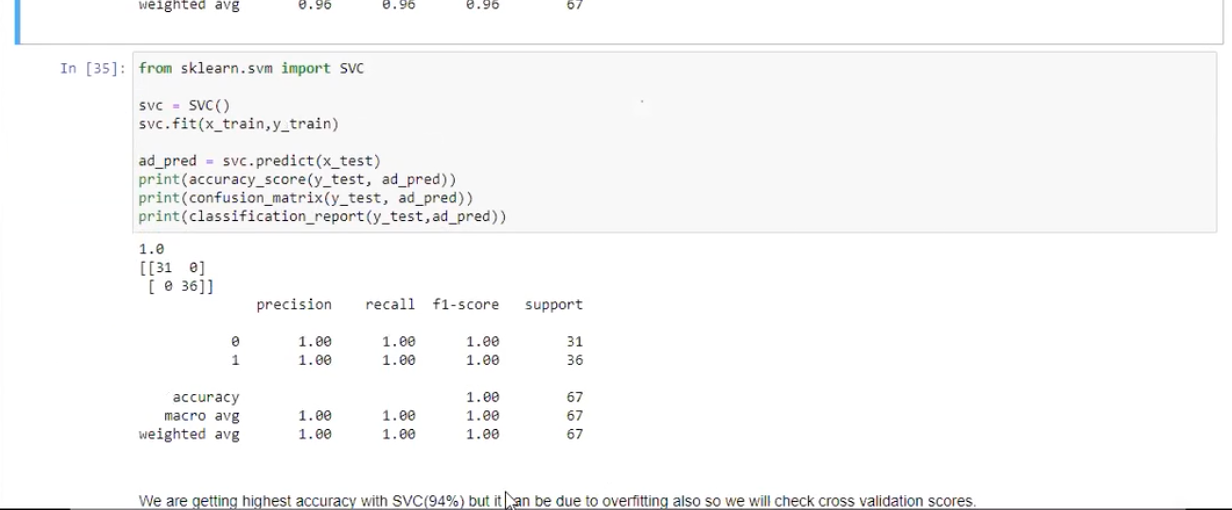 weighted avg 0.96 0.96 0.96 67
In [35]: from sklearn.svm import SVC
svc = SVC()
svc.fit(x_train,y_train)
ad_pred = svc.predict(x_test)
print(accuracy_score(y_test, ad_pred))
print(confusion_matrix(y_test, ad_pred))
print(classification_report(y_test,ad_pred))
1.0
[[31 0]
[ 0 36]]
precision recall f1-score support
0 1.00 1.00 1.00 31
1 1.00 1.00 1.00 36
accuracy 1.00 67
macro avg 1.00 1.00 1.00 67
weighted avg 1.00 1.00 1.00 67
We are getting highest accuracy with SVC(94%) but it can be due to overfitting also so we will check cross validation scores.